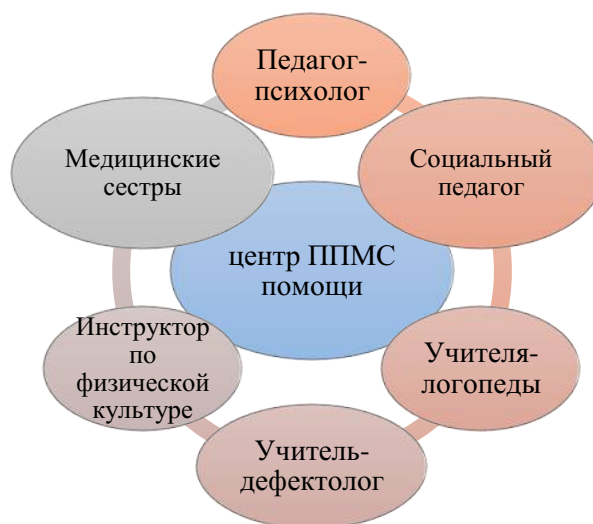 Педагог-
психолог
Медицинские
сестры
Социальный
педагог
центр ППМС
помощи
Инструктор
по
физической
культуре
Учителя-
логопеды
Учитель-
дефектолог